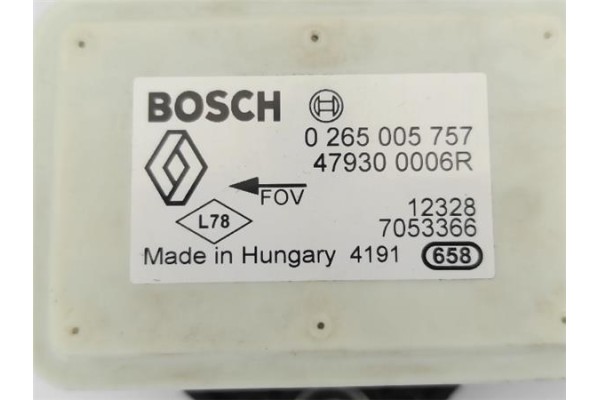 BOSCH
0 265 005 757
47930 0006R
FOV
L78
12328
7053366
Made in Hungary 4191 658